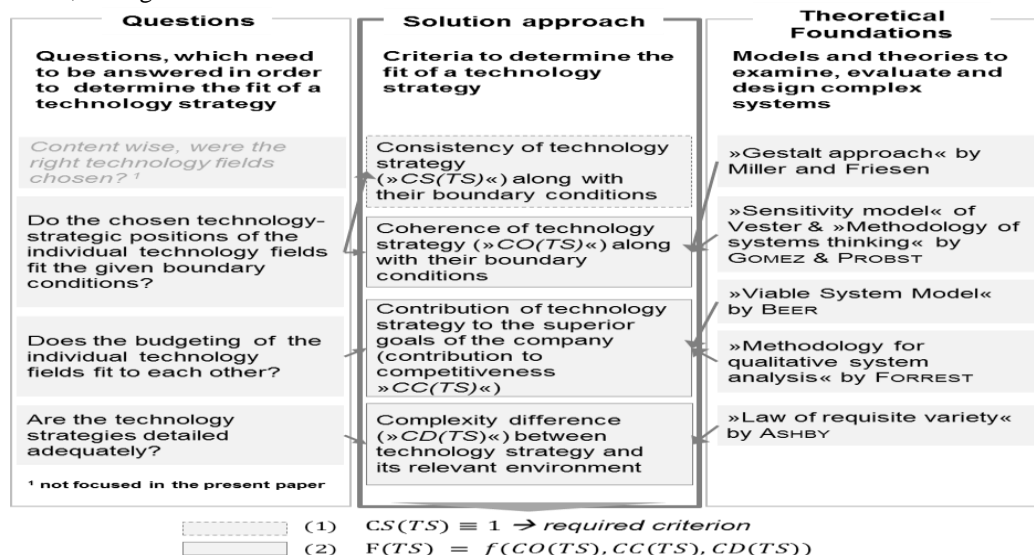 Questions
Questions, which need
to be answered in order
to determine the fit of a
technology strategy
Content wise, were the
right technology fields
chosen? ¹
Do the chosen technology-
strategic positions of the
individual technology fields
fit the given boundary
conditions?
Does the budgeting of the
individual technology
fields fit to each other?
Are the technology
strategies detailed
adequately?
¹ not focused in the present paper
Solution approach
Criteria to determine the
fit of a technology
strategy
Consistency of technology
strategy
(»CS(TS)«) along with
their boundary conditions
Coherence of technology
strategy (»CO(TS)«) along
with their boundary
conditions
Contribution of technology
strategy to the superior
goals of the company
(contribution to
competitiveness
»CC(TS)«)
Complexity difference
(»CD(TS)«) between
technology strategy and
its relevant environment
Theoretical
Foundations
Models and theories to
examine, evaluate and
design complex
systems
»Gestalt approach« by
Miller and Friesen
»Sensitivity model« of
Vester & »Methodology of
systems thinking« by
GOMEZ & PROBST
»Viable System Model«
by BEER
»Methodology for
qualitative system
analysis« by FORREST
»Law of requisite variety«
by ASHBY
(1) CS(TS) ≡ 1 → required criterion
(2) F(TS) = f(CO(TS), CC(TS), CD(TS))